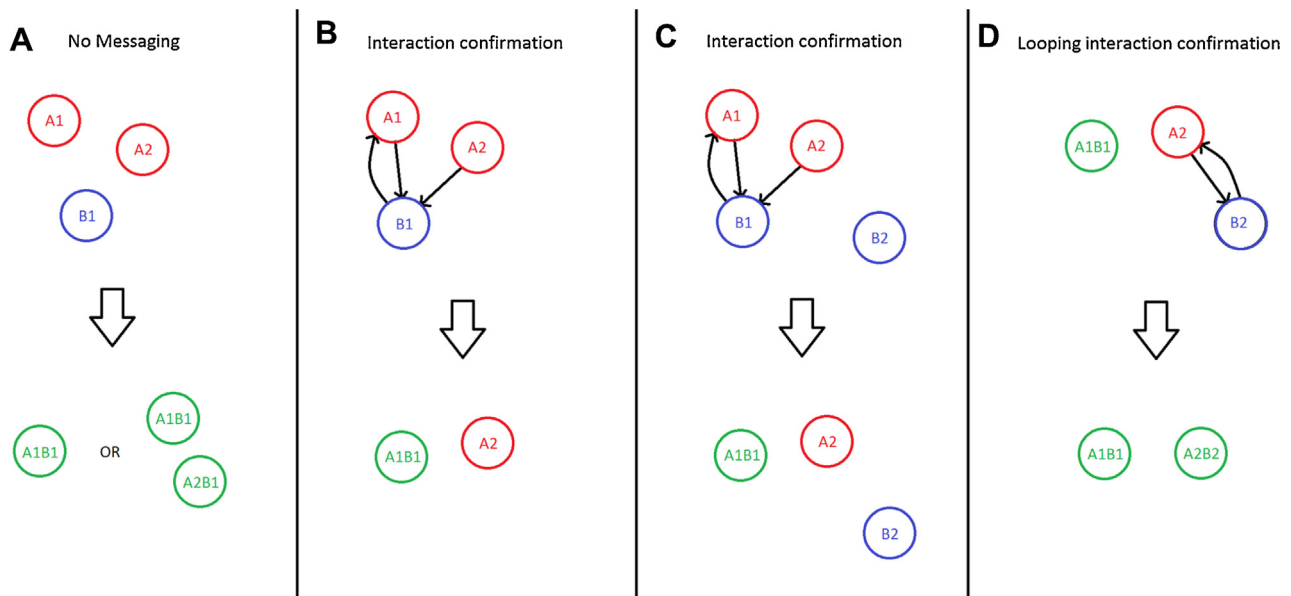 A No Messaging
A1
A2
B1
A1B1 OR A1B1
A2B1
B Interaction confirmation
A1
A2
B1
A1B1
A2
C Interaction confirmation
A1
A2
B1
B2
A1B1
A2
B2
D Looping interaction confirmation
A1B1
A2
B2
A1B1
A2B2